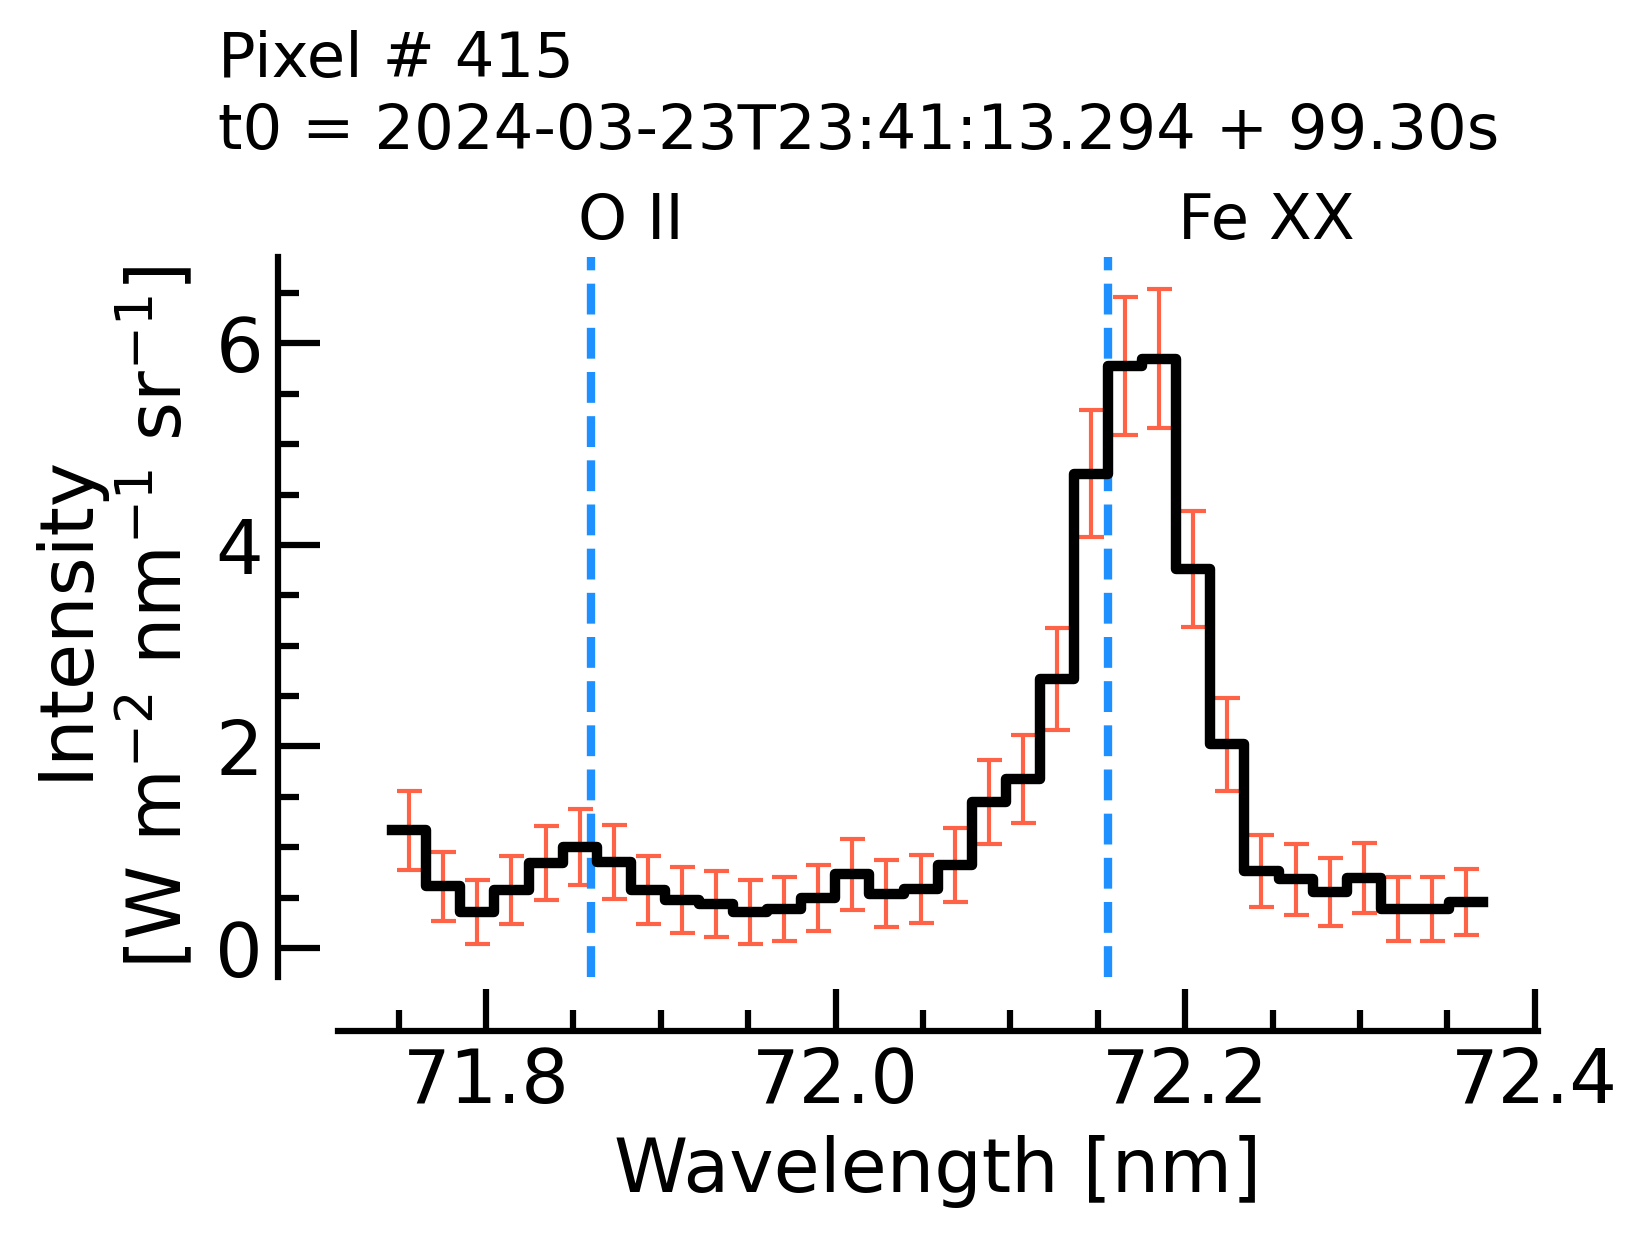 Pixel # 415
t0 = 2024-03-23T23:41:13.294 + 99.30s
O II
Fe XX
Intensity
[W m⁻² nm⁻¹ sr⁻¹]
6
4
2
0
71.8
72.0
72.2
72.4
Wavelength [nm]